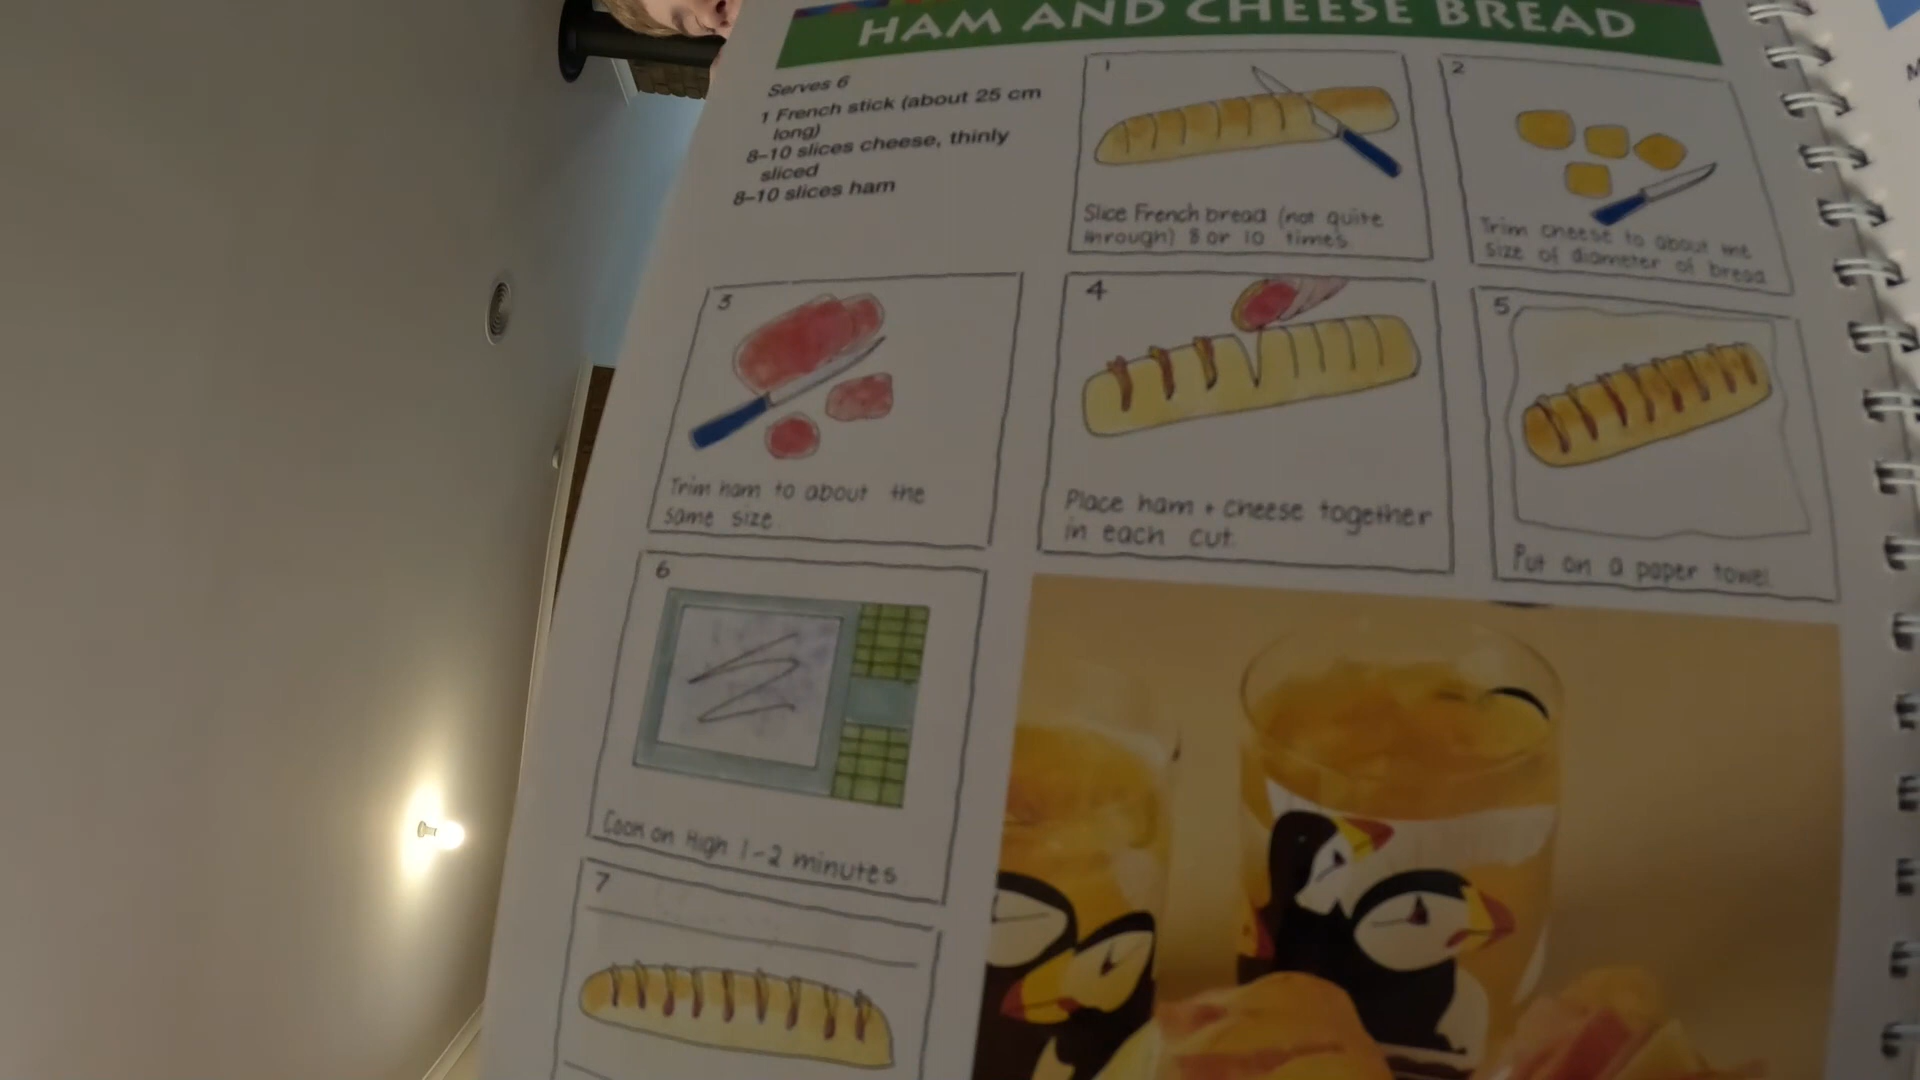 HAM AND CHEESE BREAD
Serves 6
1 French stick (about 25 cm
long)
8–10 slices cheese, thinly
sliced
8–10 slices ham
1
Slice French bread (not quite
through) 8 or 10 times.
2
Trim cheese to about the
size of diameter of bread
3
Trim ham to about the
same size.
4
Place ham + cheese together
in each cut.
5
Put on a paper towel
6
Cook on High 1-2 minutes
7